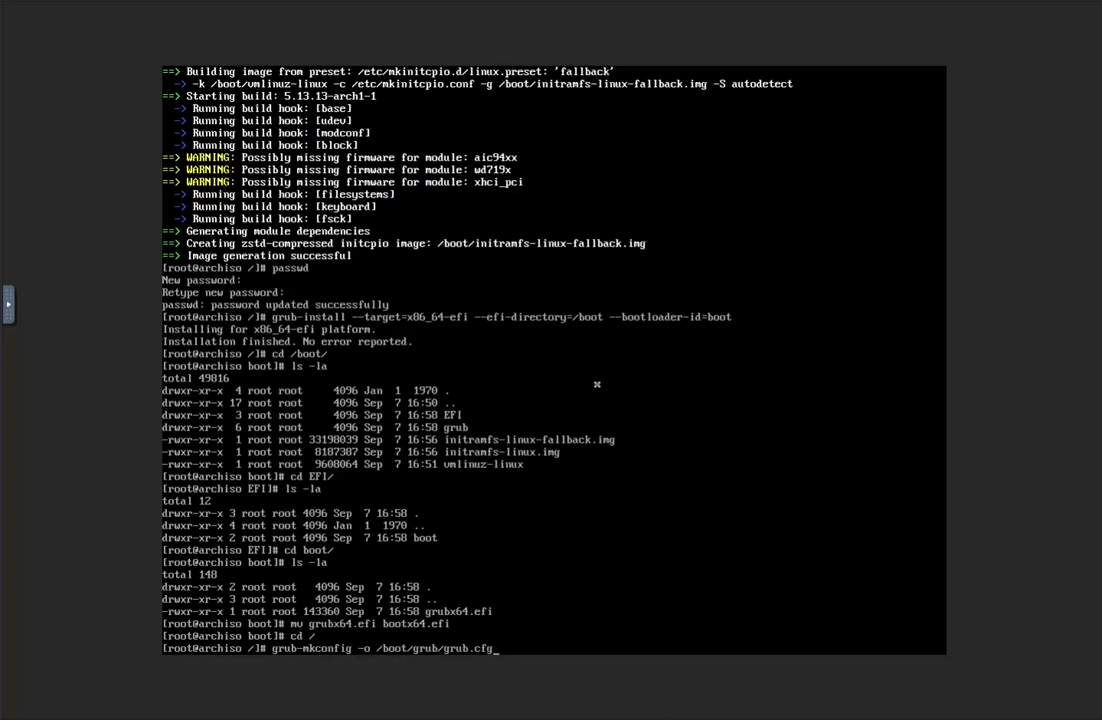 ==> Building image from preset: /etc/mkinitcpio.d/linux.preset: 'fallback'
-> -k /boot/vmlinuz-linux -c /etc/mkinitcpio.conf -g /boot/initramfs-linux-fallback.img -S autodetect
==> Starting build: 5.13.13-arch1-1
-> Running build hook: [base]
-> Running build hook: [udev]
-> Running build hook: [modconf]
-> Running build hook: [block]
==> WARNING: Possibly missing firmware for module: aic94xx
==> WARNING: Possibly missing firmware for module: wd719x
==> WARNING: Possibly missing firmware for module: xhci_pci
-> Running build hook: [filesystems]
-> Running build hook: [keyboard]
-> Running build hook: [fsck]
==> Generating module dependencies
==> Creating zstd-compressed initcpio image: /boot/initramfs-linux-fallback.img
==> Image generation successful
[root@archiso /]# passwd
New password:
Retype new password:
passwd: password updated successfully
[root@archiso /]# grub-install --target=x86_64-efi --efi-directory=/boot --bootloader-id=boot
Installing for x86_64-efi platform.
Installation finished. No error reported.
[root@archiso /]# cd /boot/
[root@archiso boot]# ls -la
total 49816
drwxr-xr-x  4 root root     4096 Jan  1  1970 .
drwxr-xr-x 17 root root     4096 Sep  7 16:50 ..
drwxr-xr-x  3 root root     4096 Sep  7 16:58 EFI
drwxr-xr-x  6 root root     4096 Sep  7 16:58 grub
-rwxr-xr-x  1 root root 33198039 Sep  7 16:56 initramfs-linux-fallback.img
-rwxr-xr-x  1 root root  8187387 Sep  7 16:56 initramfs-linux.img
-rwxr-xr-x  1 root root  9608064 Sep  7 16:51 vmlinuz-linux
[root@archiso boot]# cd EFI/
[root@archiso EFI]# ls -la
total 12
drwxr-xr-x 3 root root 4096 Sep  7 16:58 .
drwxr-xr-x 4 root root 4096 Jan  1  1970 ..
drwxr-xr-x 2 root root 4096 Sep  7 16:58 boot
[root@archiso EFI]# cd boot/
[root@archiso boot]# ls -la
total 148
drwxr-xr-x 2 root root   4096 Sep  7 16:58 .
drwxr-xr-x 3 root root   4096 Sep  7 16:58 ..
-rwxr-xr-x 1 root root 143360 Sep  7 16:58 grubx64.efi
[root@archiso boot]# mv grubx64.efi bootx64.efi
[root@archiso boot]# cd /
[root@archiso /]# grub-mkconfig -o /boot/grub/grub.cfg_